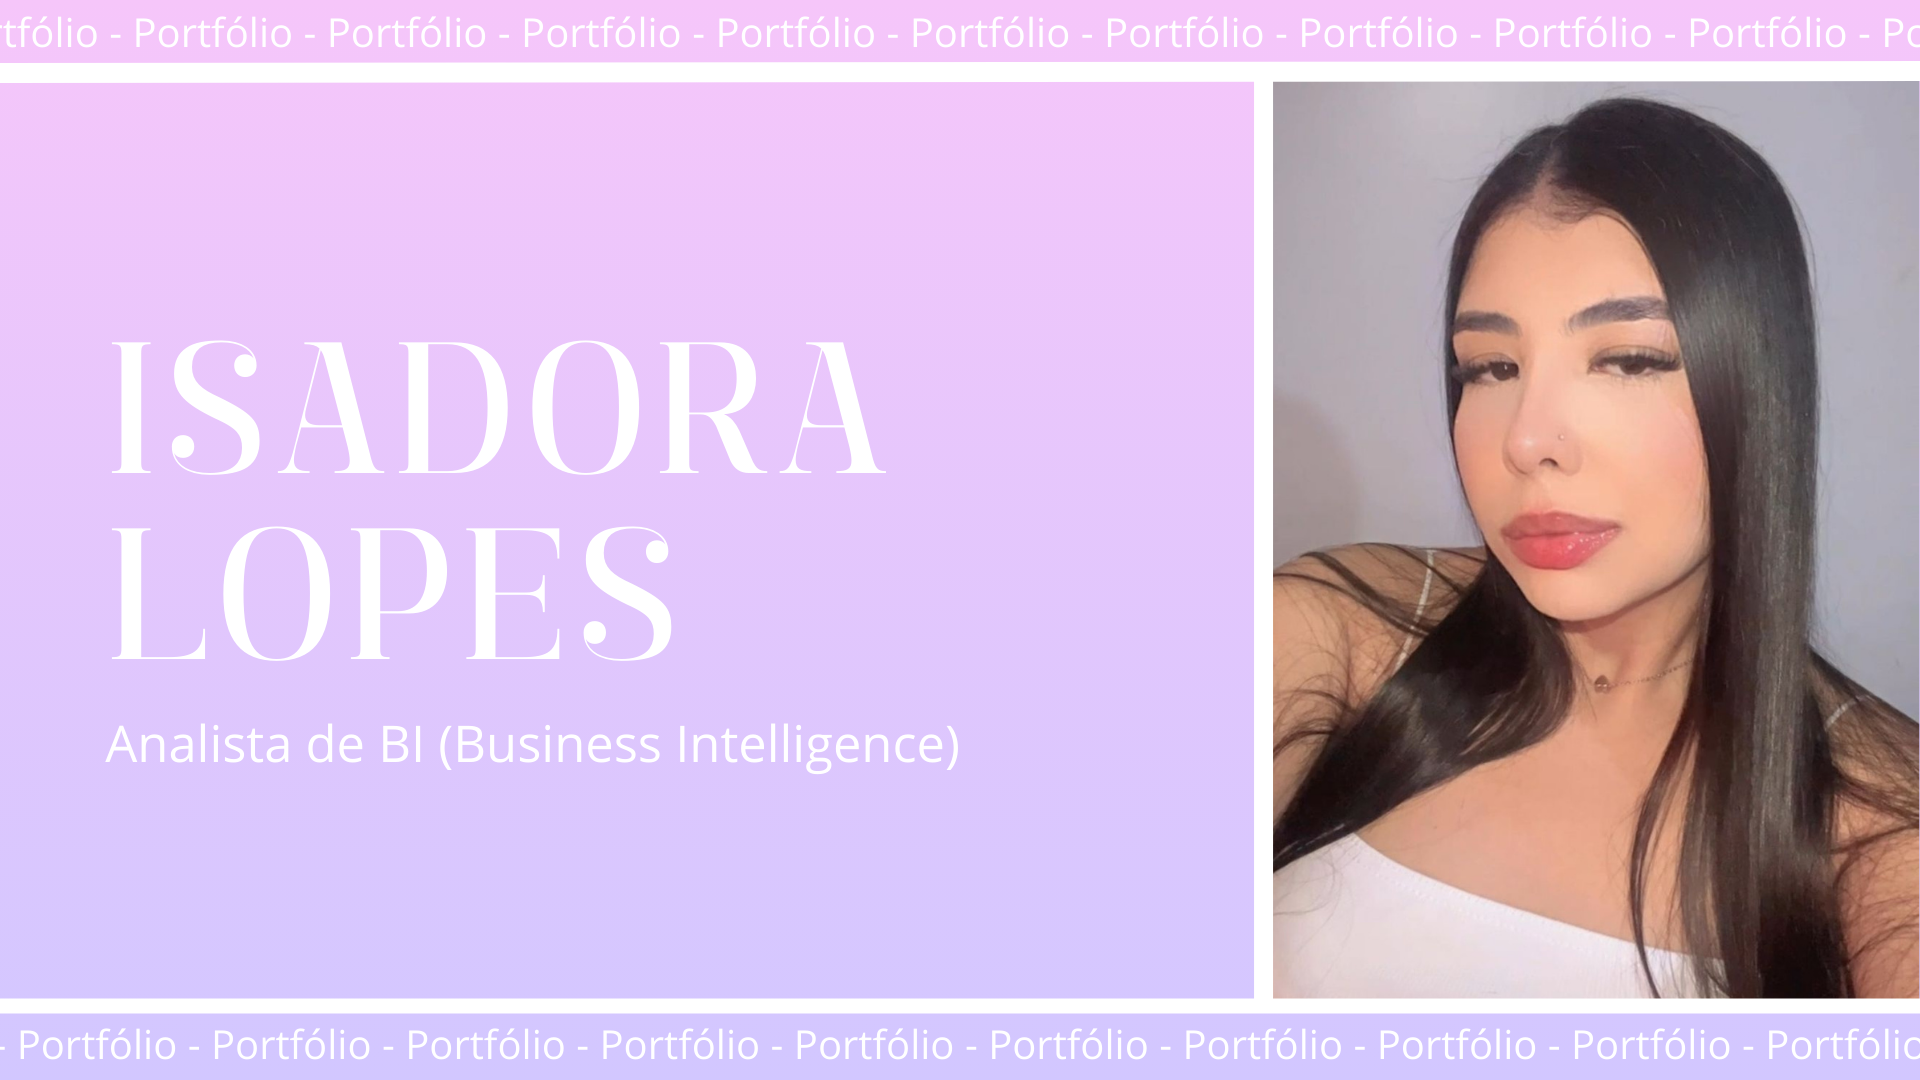 tfólio - Portfólio - Portfólio - Portfólio - Portfólio - Portfólio - Portfólio - Portfólio - Portfólio - Portfólio - Po
ISADORA
LOPES
Analista de BI (Business Intelligence)
- Portfólio - Portfólio - Portfólio - Portfólio - Portfólio - Portfólio - Portfólio - Portfólio - Portfólio - Portfólio